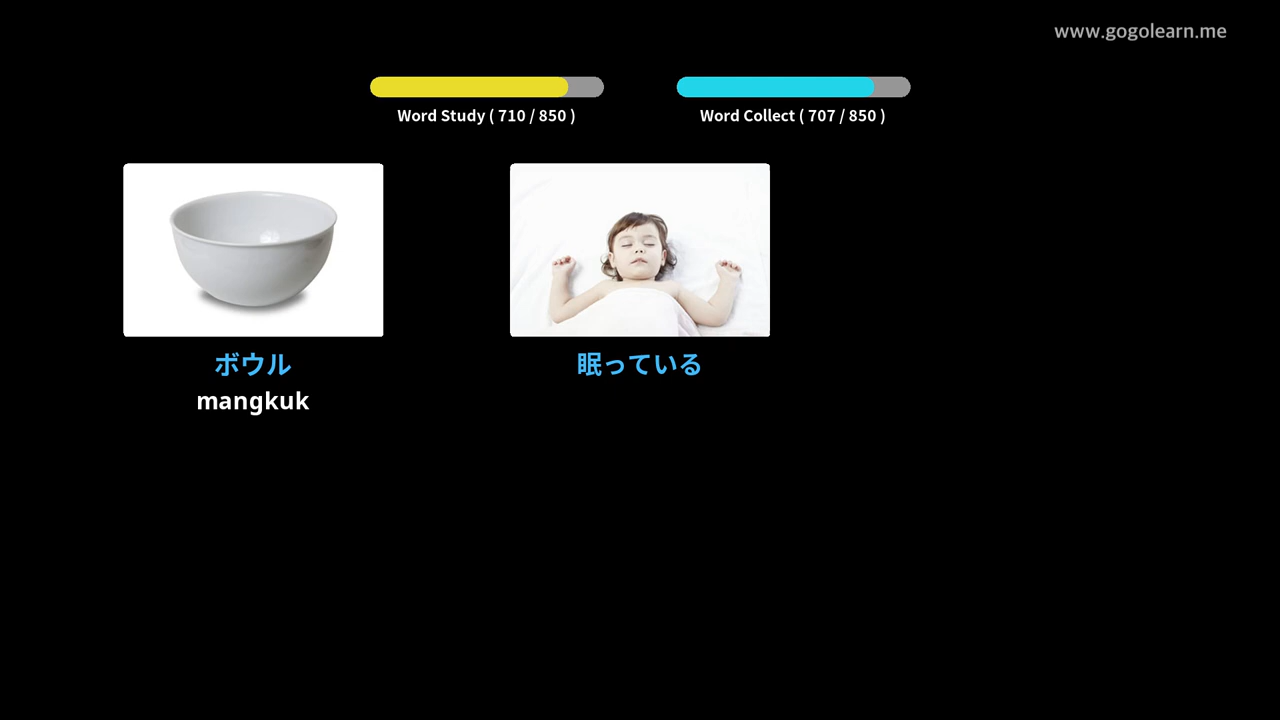 www.gogolearn.me
Word Study ( 710 / 850 )
Word Collect ( 707 / 850 )
ボウル
mangkuk
眠っている